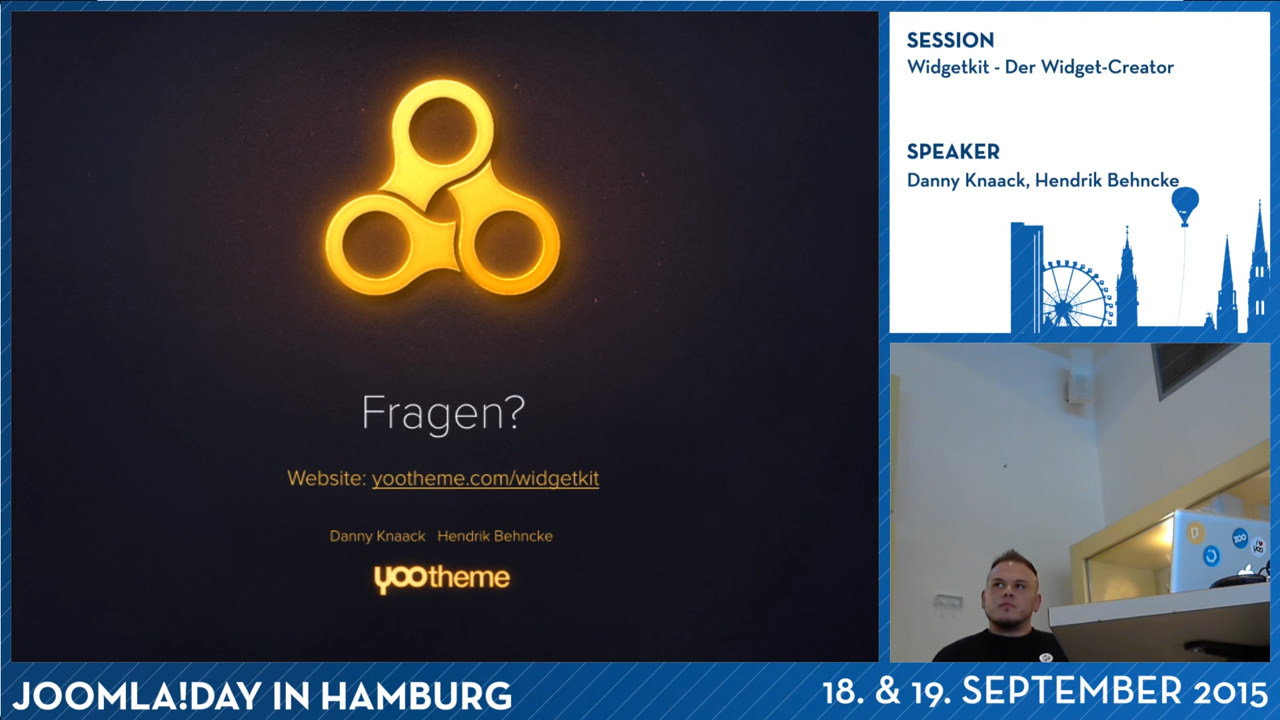 Fragen?
Website: yootheme.com/widgetkit
Danny Knaack Hendrik Behncke
yootheme
SESSION
Widgetkit - Der Widget-Creator
SPEAKER
Danny Knaack, Hendrik Behncke
ZOO
JOOMLA!DAY IN HAMBURG
18. & 19. SEPTEMBER 2015